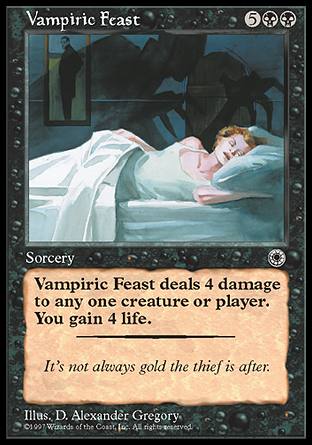 Vampiric Feast 5
Sorcery
Vampiric Feast deals 4 damage
to any one creature or player.
You gain 4 life.
It's not always gold the thief is after.
Illus. D. Alexander Gregory
©1997 Wizards of the Coast, Inc. All rights reserved.